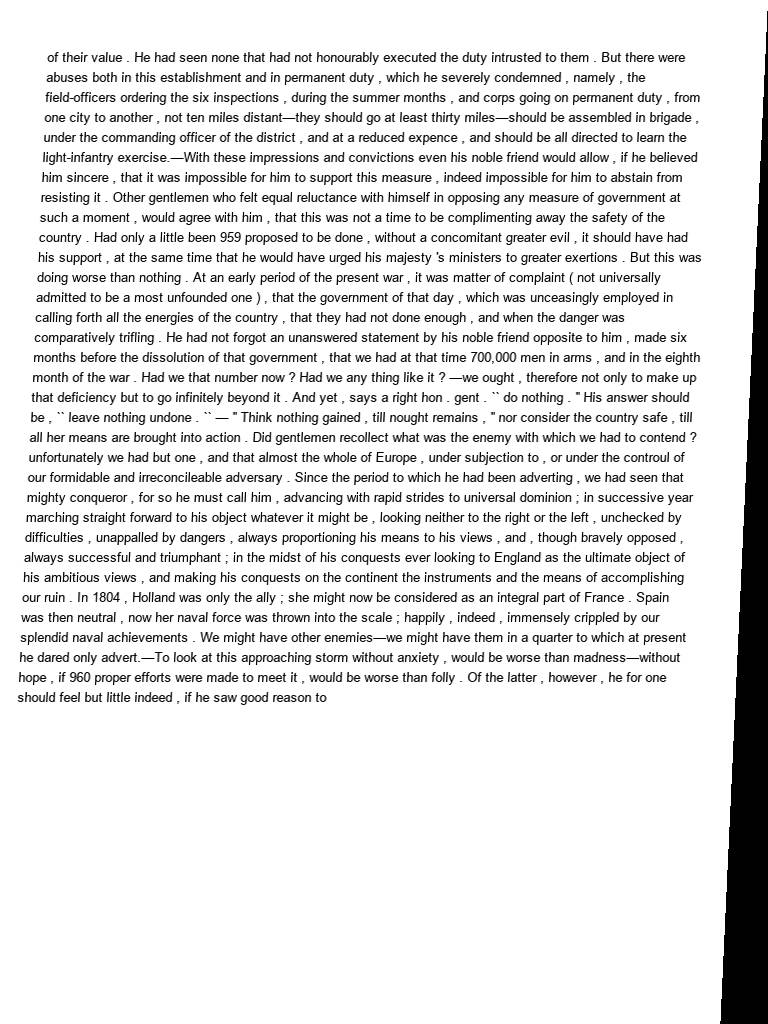 of their value . He had seen none that had not honourably executed the duty intrusted to them . But there were
abuses both in this establishment and in permanent duty , which he severely condemned , namely , the
field-officers ordering the six inspections , during the summer months , and corps going on permanent duty , from
one city to another , not ten miles distant—they should go at least thirty miles—should be assembled in brigade ,
under the commanding officer of the district , and at a reduced expence , and should be all directed to learn the
light-infantry exercise.—With these impressions and convictions even his noble friend would allow , if he believed
him sincere , that it was impossible for him to support this measure , indeed impossible for him to abstain from
resisting it . Other gentlemen who felt equal reluctance with himself in opposing any measure of government at
such a moment , would agree with him , that this was not a time to be complimenting away the safety of the
country . Had only a little been 959 proposed to be done , without a concomitant greater evil , it should have had
his support , at the same time that he would have urged his majesty 's ministers to greater exertions . But this was
doing worse than nothing . At an early period of the present war , it was matter of complaint ( not universally
admitted to be a most unfounded one ) , that the government of that day , which was unceasingly employed in
calling forth all the energies of the country , that they had not done enough , and when the danger was
comparatively trifling . He had not forgot an unanswered statement by his noble friend opposite to him , made six
months before the dissolution of that government , that we had at that time 700,000 men in arms , and in the eighth
month of the war . Had we that number now ? Had we any thing like it ? —we ought , therefore not only to make up
that deficiency but to go infinitely beyond it . And yet , says a right hon . gent . `` do nothing . " His answer should
be , `` leave nothing undone . `` — " Think nothing gained , till nought remains , " nor consider the country safe , till
all her means are brought into action . Did gentlemen recollect what was the enemy with which we had to contend ?
unfortunately we had but one , and that almost the whole of Europe , under subjection to , or under the controul of
our formidable and irreconcileable adversary . Since the period to which he had been adverting , we had seen that
mighty conqueror , for so he must call him , advancing with rapid strides to universal dominion ; in successive year
marching straight forward to his object whatever it might be , looking neither to the right or the left , unchecked by
difficulties , unappalled by dangers , always proportioning his means to his views , and , though bravely opposed ,
always successful and triumphant ; in the midst of his conquests ever looking to England as the ultimate object of
his ambitious views , and making his conquests on the continent the instruments and the means of accomplishing
our ruin . In 1804 , Holland was only the ally ; she might now be considered as an integral part of France . Spain
was then neutral , now her naval force was thrown into the scale ; happily , indeed , immensely crippled by our
splendid naval achievements . We might have other enemies—we might have them in a quarter to which at present
he dared only advert.—To look at this approaching storm without anxiety , would be worse than madness—without
hope , if 960 proper efforts were made to meet it , would be worse than folly . Of the latter , however , he for one
should feel but little indeed , if he saw good reason to